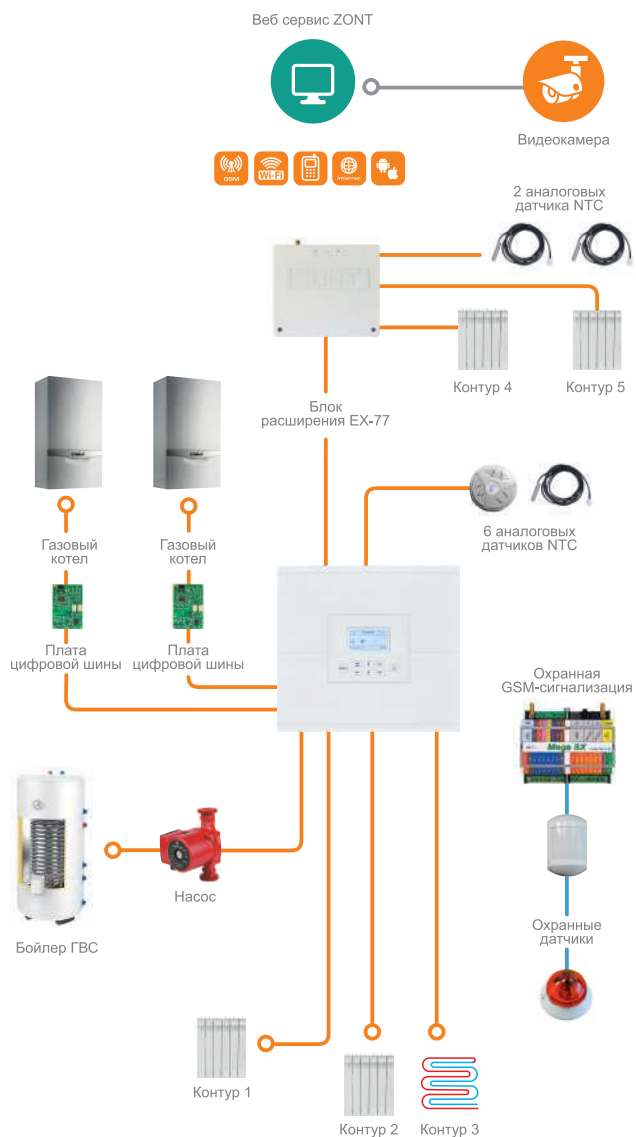 Веб сервис ZONT
Видеокамера
GSM
Wi-Fi
internet
2 аналоговых
датчика NTC
Контур 4
Контур 5
Блок
расширения EX-77
6 аналоговых
датчиков NTC
Газовый
котел
Газовый
котел
Плата
цифровой шины
Плата
цифровой шины
Охранная
GSM-сигнализация
Mega SX
Насос
Бойлер ГВС
Охранные
датчики
Контур 1
Контур 2
Контур 3